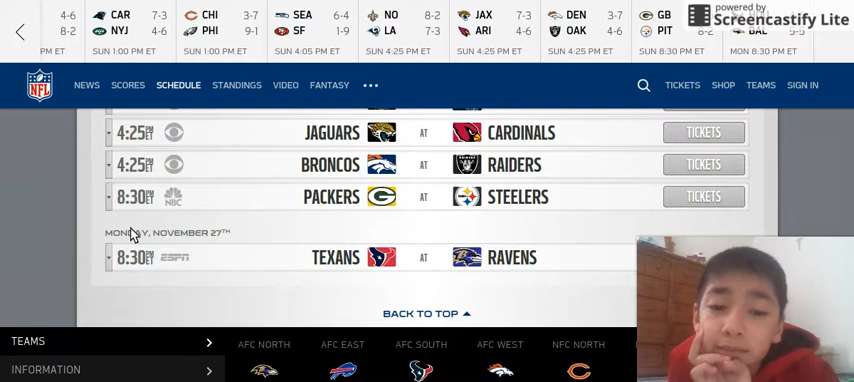 4-6 CAR 7-3 CHI 3-7 SEA 6-4 NO 8-2 JAX 7-3 DEN 3-7 GB
8-2 NYJ 4-6 PHI 9-1 SF 1-9 LA 7-3 ARI 4-6 OAK 4-6 PIT 8-2 BAL 5-5
PM ET SUN 1:00 PM ET SUN 1:00 PM ET SUN 4:05 PM ET SUN 4:25 PM ET SUN 4:25 PM ET SUN 4:25 PM ET SUN 8:30 PM ET MON 8:30 PM ET
powered by
Screencastify Lite
NFL NEWS SCORES SCHEDULE STANDINGS VIDEO FANTASY ••• TICKETS SHOP TEAMS SIGN IN
4:25 PM ET JAGUARS AT CARDINALS TICKETS
4:25 PM ET BRONCOS AT RAIDERS TICKETS
8:30 PM ET NBC PACKERS AT STEELERS TICKETS
MONDAY, NOVEMBER 27TH
8:30 PM ET ESPN TEXANS AT RAVENS
BACK TO TOP
TEAMS AFC NORTH AFC EAST AFC SOUTH AFC WEST NFC NORTH
INFORMATION